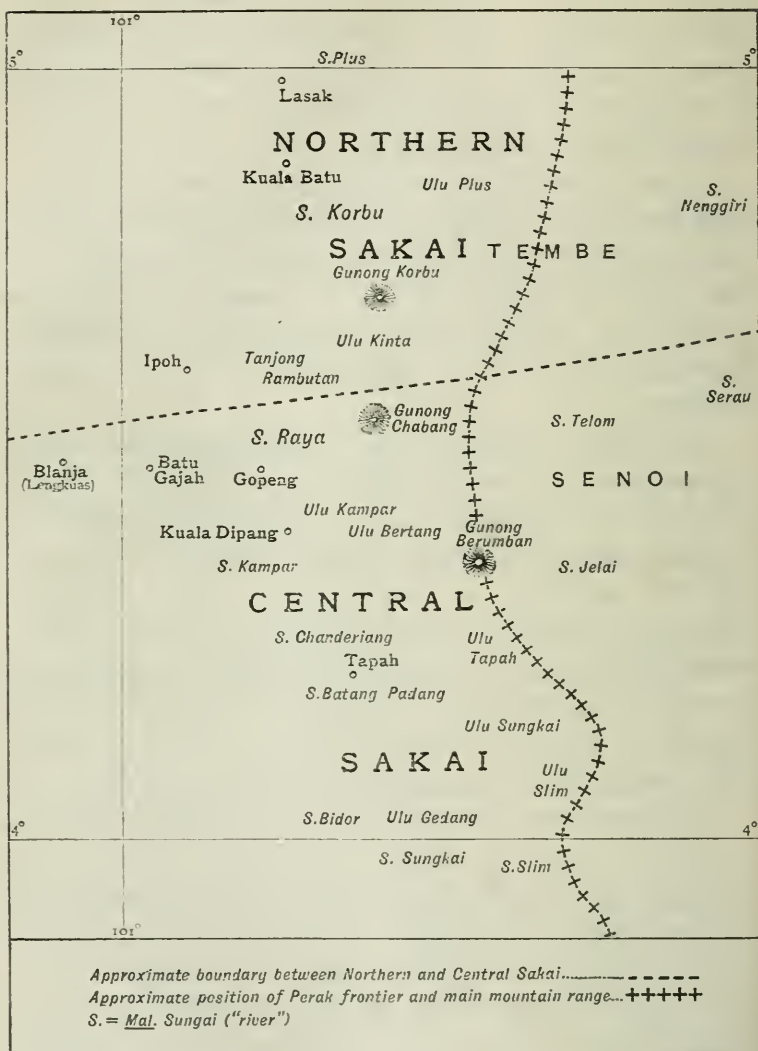 101°
5° S.Plus 5°
Lasak
NORTHERN
Kuala Batu
Ulu Plus
S.
Nenggiri
S. Korbu
SAKAI TEMBE
Gunong Korbu
Ulu Kinta
Ipoh
Tanjong
Rambutan
S.
Serau
Gunong
Chabang
S. Telom
S. Raya
Blanja
(Lengkuas)
Batu
Gajah
Gopeng
SENOI
Ulu Kampar
Kuala Dipang
Ulu Bertang
Gunong
Berumban
S. Kampar
S. Jelai
CENTRAL
S. Chanderiang
Ulu
Tapah
Tapah
S.Batang Padang
Ulu Sungkai
SAKAI
Ulu
Slim
S.Bidor
Ulu Gedang
4° 4°
S. Sungkai
S.Slim
101°
Approximate boundary between Northern and Central Sakai
Approximate position of Perak frontier and main mountain range
S. = Mal. Sungai ("river")